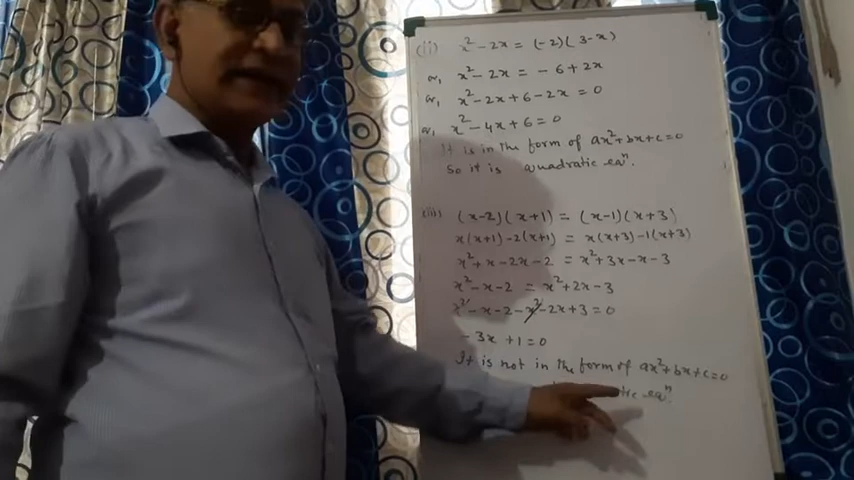 (ii) x²-2x = (-2)(3-x)
or, x²-2x = -6+2x
or, x²-2x+6-2x = 0
or, x²-4x+6=0
It is in the form of ax²+bx+c=0
So it is quadratic eqⁿ.
(iii) (x-2)(x+1) = (x-1)(x+3)
x(x+1)-2(x+1) = x(x+3)-1(x+3)
x²+x-2x-2 = x²+3x-x-3
x²-x-2 = x²+2x-3
x²-x-2-x²-2x+3=0
-3x+1=0
It is not in the form of ax²+bx+c=0
eqⁿ.